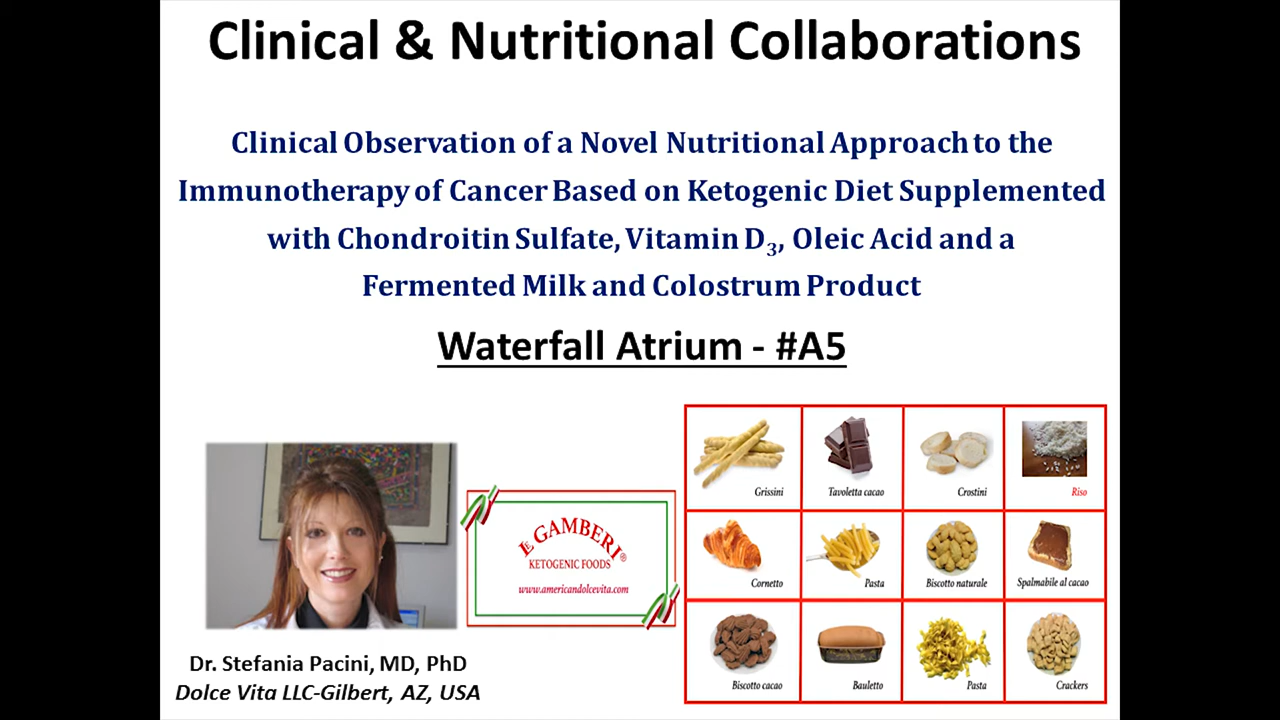 Clinical & Nutritional Collaborations
Clinical Observation of a Novel Nutritional Approach to the
Immunotherapy of Cancer Based on Ketogenic Diet Supplemented
with Chondroitin Sulfate, Vitamin D₃, Oleic Acid and a
Fermented Milk and Colostrum Product
Waterfall Atrium - #A5
Le GAMBERI®
KETOGENIC FOODS
www.americandolcevita.com
Dr. Stefania Pacini, MD, PhD
Dolce Vita LLC-Gilbert, AZ, USA
Grissini
Tavoletta cacao
Crostini
Riso
Cornetto
Pasta
Biscotto naturale
Spalmabile al cacao
Biscotto cacao
Bauletto
Pasta
Crackers